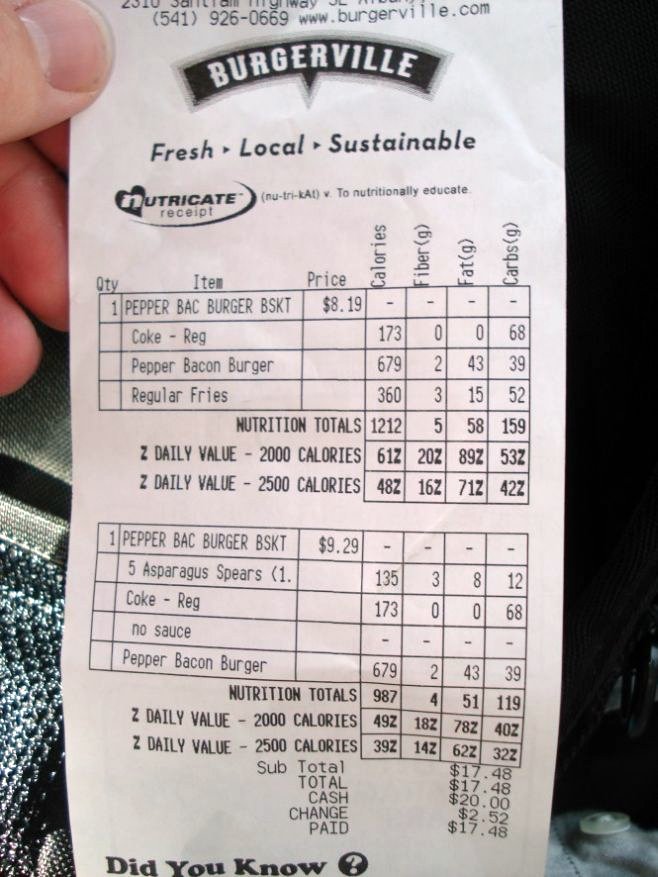 2310 Santiam Highway SE Albany,
(541) 926-0669 www.burgerville.com
BURGERVILLE
Fresh ▸ Local ▸ Sustainable
nUTRICATE™ (nu-tri-kAt) v. To nutritionally educate.
receipt
Qty Item Price Calories Fiber(g) Fat(g) Carbs(g)
1 PEPPER BAC BURGER BSKT $8.19 - - - -
Coke - Reg 173 0 0 68
Pepper Bacon Burger 679 2 43 39
Regular Fries 360 3 15 52
NUTRITION TOTALS 1212 5 58 159
% DAILY VALUE - 2000 CALORIES 61% 20% 89% 53%
% DAILY VALUE - 2500 CALORIES 48% 16% 71% 42%
1 PEPPER BAC BURGER BSKT $9.29 - - - -
5 Asparagus Spears (1. 135 3 8 12
Coke - Reg 173 0 0 68
no sauce - - - -
Pepper Bacon Burger 679 2 43 39
NUTRITION TOTALS 987 4 51 119
% DAILY VALUE - 2000 CALORIES 49% 18% 78% 40%
% DAILY VALUE - 2500 CALORIES 39% 14% 62% 32%
Sub Total $17.48
TOTAL $17.48
CASH $20.00
CHANGE $2.52
PAID $17.48
Did You Know ?